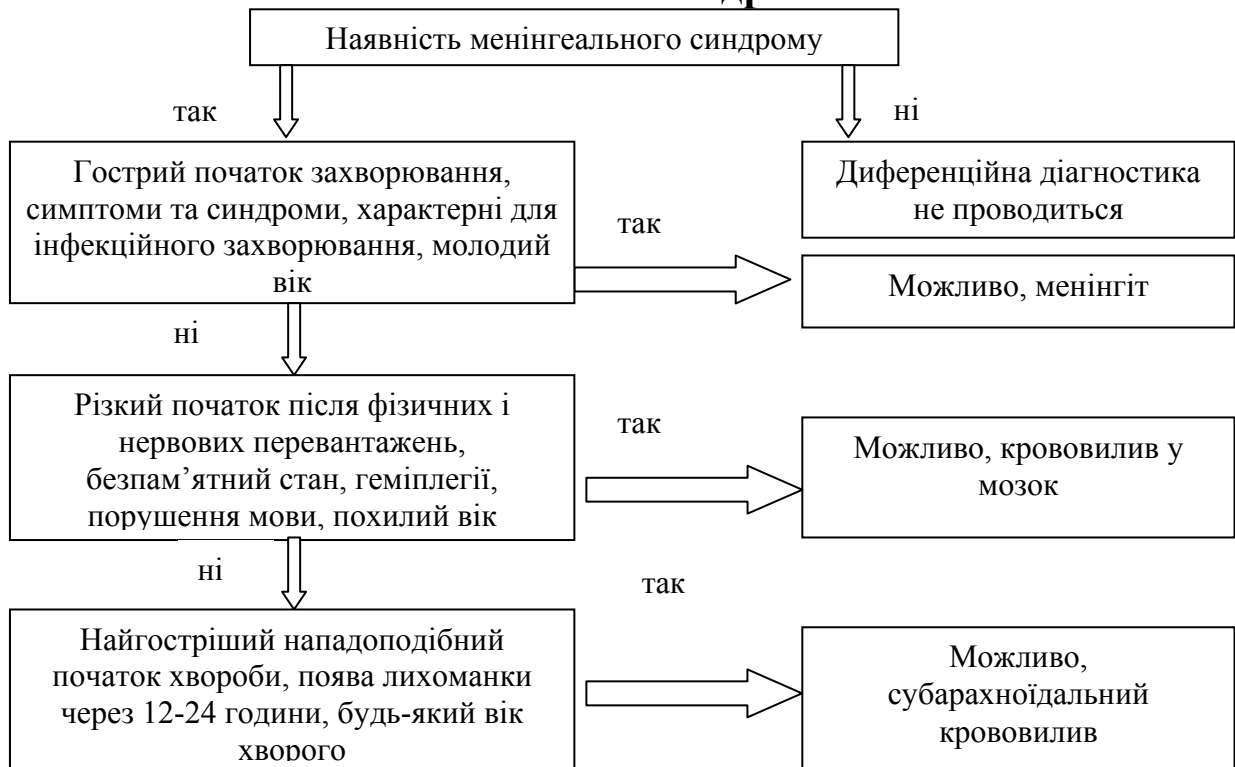 Наявність менінгеального синдрому
так
ні
Гострий початок захворювання,
симптоми та синдроми, характерні для
інфекційного захворювання, молодий
вік
так
Диференційна діагностика
не проводиться
Можливо, менінгіт
ні
Різкий початок після фізичних і
нервових перевантажень,
безпам’ятний стан, геміплегії,
порушення мови, похилий вік
так
Можливо, крововилив у
мозок
ні
так
Найгостріший нападоподібний
початок хвороби, поява лихоманки
через 12-24 години, будь-який вік
хворого
Можливо,
субарахноїдальний
крововилив